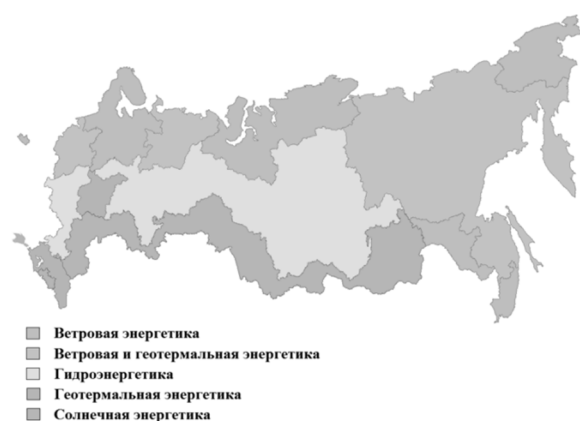 Ветровая энергетика
Ветровая и геотермальная энергетика
Гидроэнергетика
Геотермальная энергетика
Солнечная энергетика